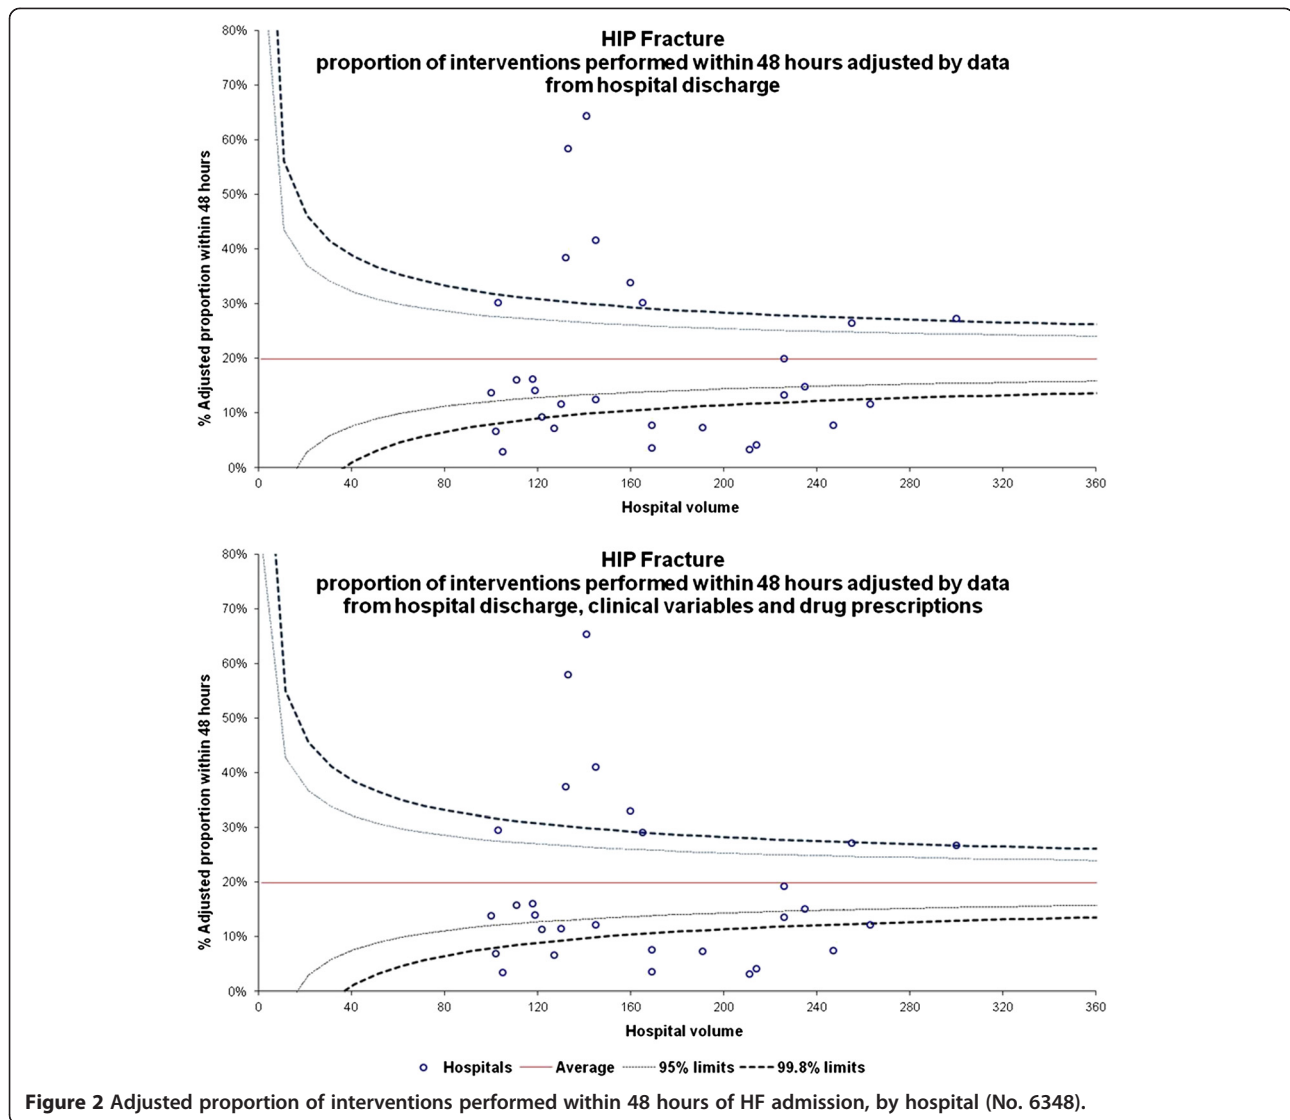 HIP Fracture
proportion of interventions performed within 48 hours adjusted by data
from hospital discharge
80%
70%
60%
50%
40%
30%
20%
10%
0%
% Adjusted proportion within 48 hours
0 40 80 120 160 200 240 280 320 360
Hospital volume
HIP Fracture
proportion of interventions performed within 48 hours adjusted by data
from hospital discharge, clinical variables and drug prescriptions
80%
70%
60%
50%
40%
30%
20%
10%
0%
% Adjusted proportion within 48 hours
0 40 80 120 160 200 240 280 320 360
Hospital volume
Hospitals Average 95% limits 99.8% limits
Figure 2 Adjusted proportion of interventions performed within 48 hours of HF admission, by hospital (No. 6348).